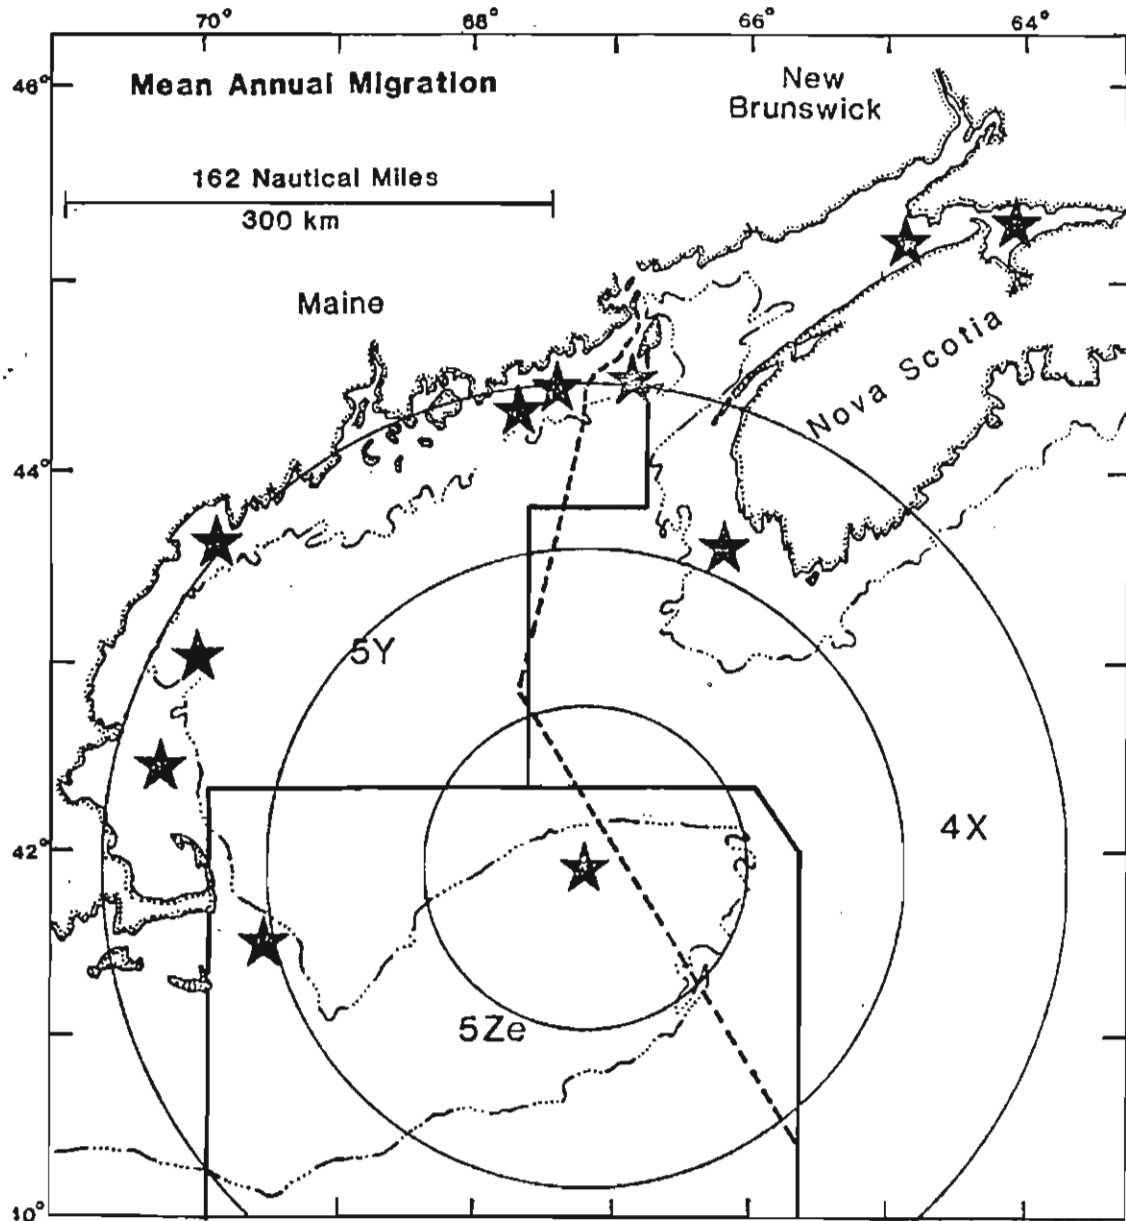 70° 68° 66° 64°
46°
Mean Annual Migration
New
Brunswick
162 Nautical Miles
300 km
Maine
Nova Scotia
44°
5Y
4X
42°
5Ze